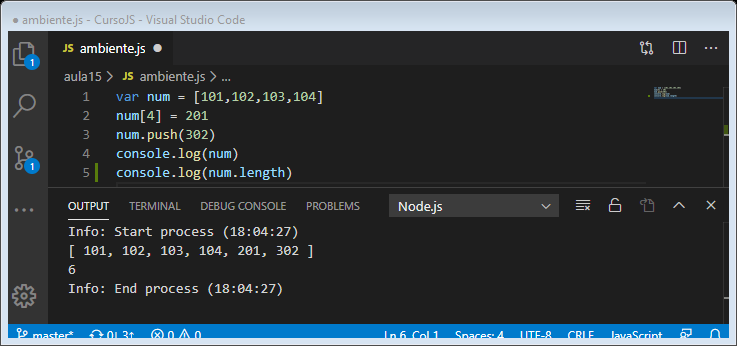 ● ambiente.js - CursoJS - Visual Studio Code
JS ambiente.js ●
aula15 > JS ambiente.js > ...
1 var num = [101,102,103,104]
2 num[4] = 201
3 num.push(302)
4 console.log(num)
5 console.log(num.length)
1
1
OUTPUT TERMINAL DEBUG CONSOLE PROBLEMS Node.js
Info: Start process (18:04:27)
[ 101, 102, 103, 104, 201, 302 ]
6
Info: End process (18:04:27)
master* 0↓3↑ 0 0 Ln 6, Col 1 Spaces: 4 UTF-8 CRLF JavaScript